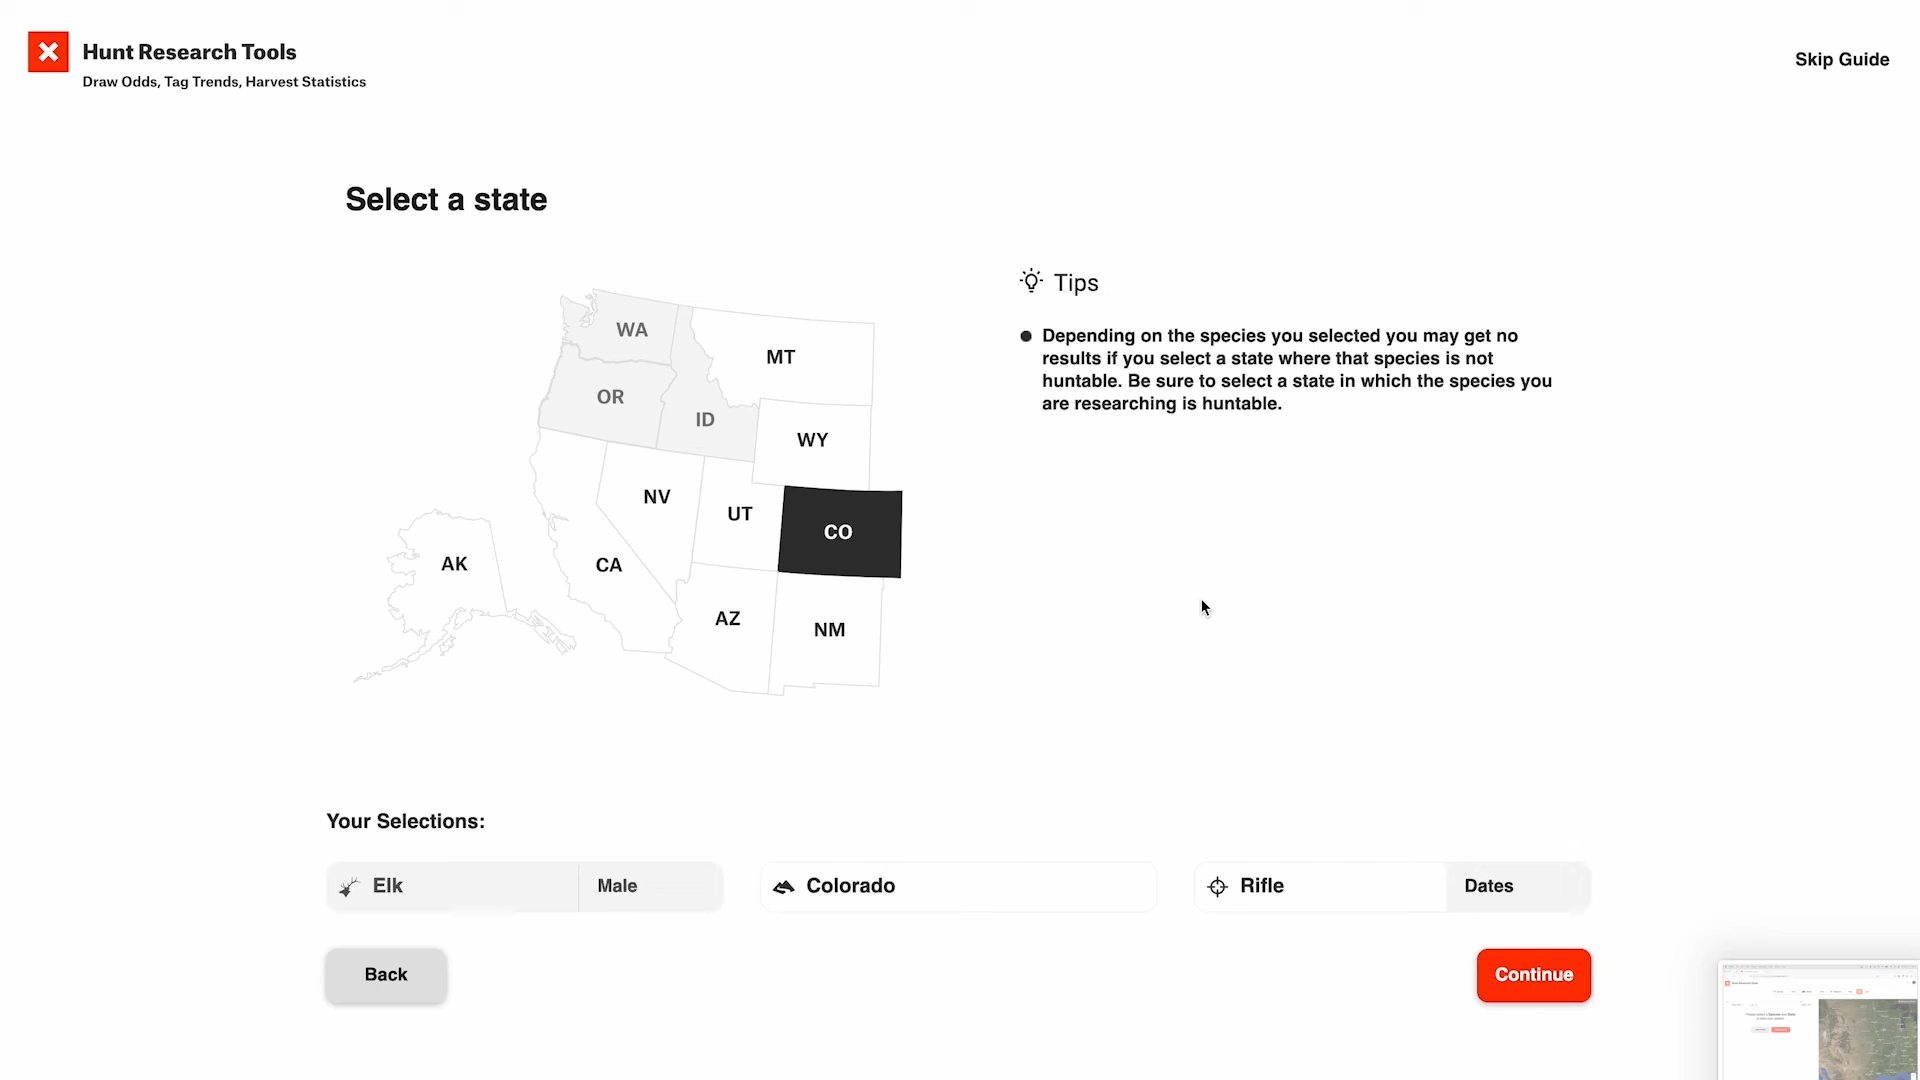 Hunt Research Tools
Draw Odds, Tag Trends, Harvest Statistics
Skip Guide
Select a state
WA
MT
OR
ID
WY
NV
UT
CO
AK
CA
AZ
NM
Tips
Depending on the species you selected you may get no
results if you select a state where that species is not
huntable. Be sure to select a state in which the species you
are researching is huntable.
Your Selections:
Elk
Male
Colorado
Rifle
Dates
Back
Continue